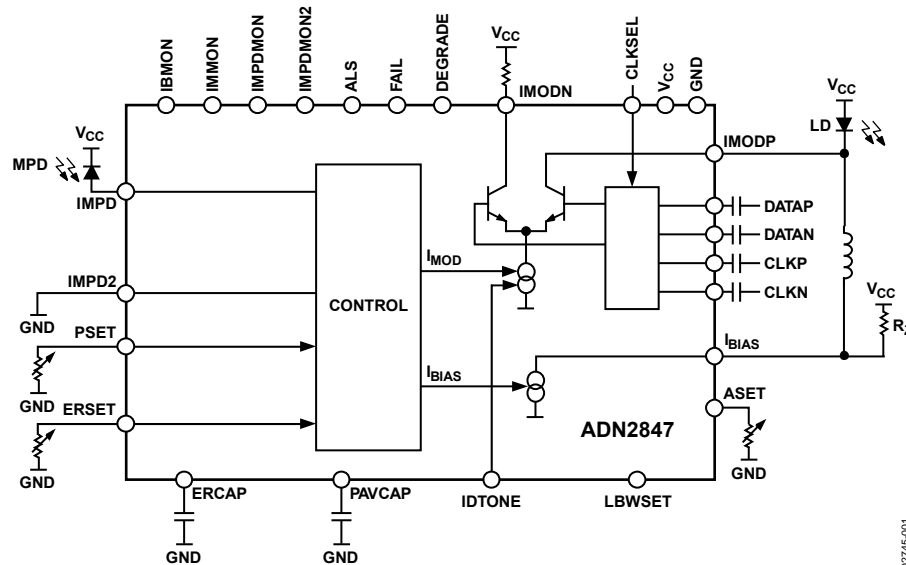 IBMON
IMMON
IMPDMON
IMPDMON2
ALS
FAIL
DEGRADE
VCC
IMODN
CLKSEL
VCC
GND
VCC
LD
IMODP
VCC
MPD
IMPD
DATAP
DATAN
CLKP
CLKN
IMOD
CONTROL
IMPD2
GND
PSET
GND
ERSET
GND
VCC
IBIAS
IBIAS
ASET
GND
ADN2847
ERCAP
GND
PAVCAP
GND
IDTONE
LBWSET